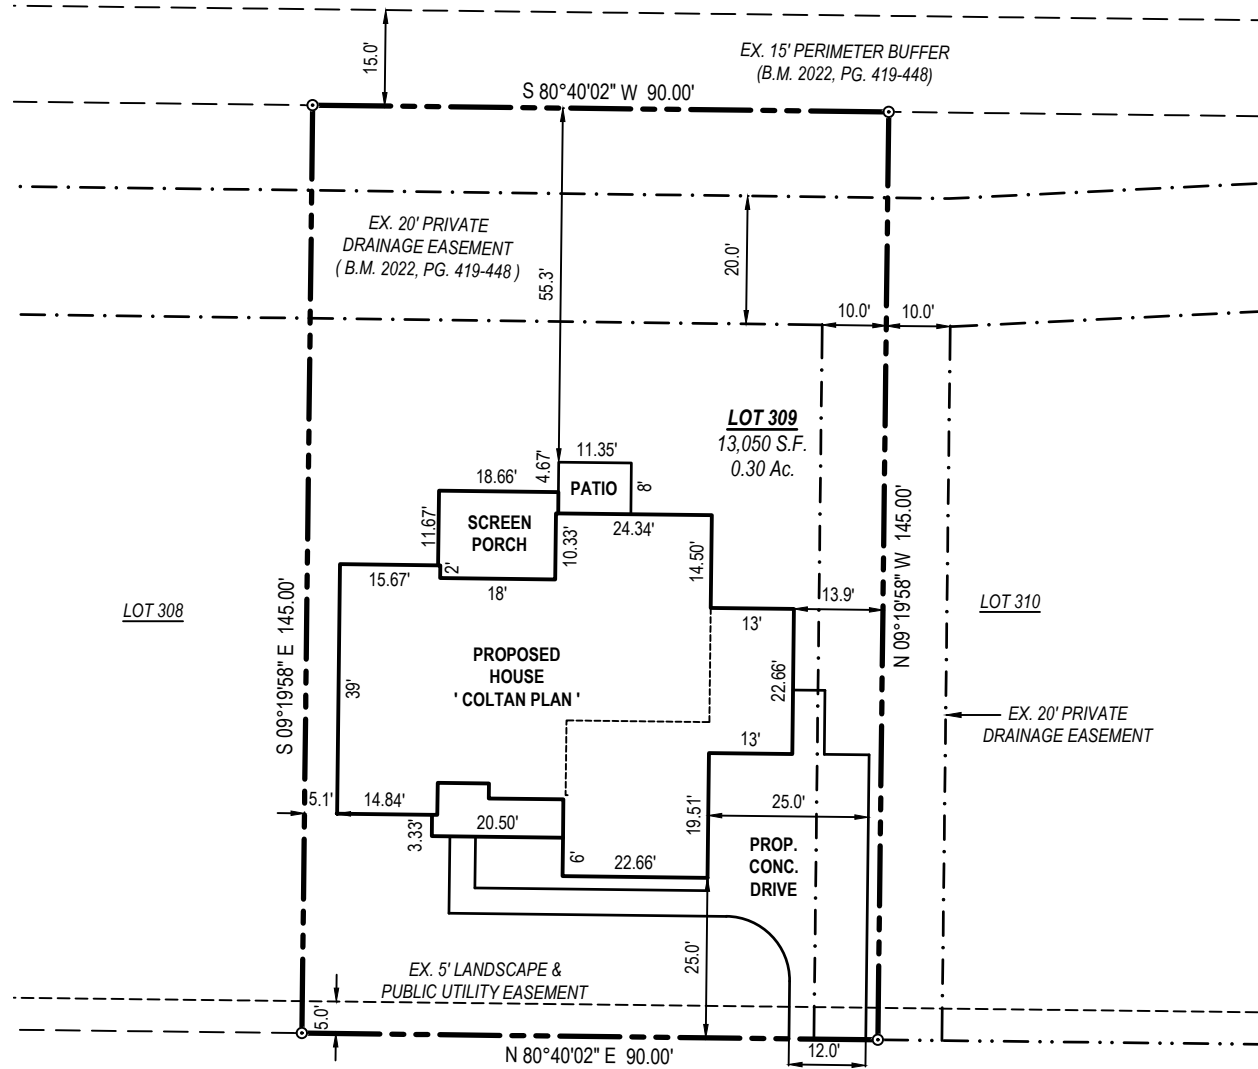 15.0'
EX. 15' PERIMETER BUFFER
(B.M. 2022, PG. 419-448)
S 80°40'02" W 90.00'
EX. 20' PRIVATE
DRAINAGE EASEMENT
( B.M. 2022, PG. 419-448 )
55.3'
20.0'
10.0'
10.0'
LOT 309
13,050 S.F.
0.30 Ac.
11.35'
4.67'
18.66'
PATIO
8'
SCREEN
PORCH
11.67'
10.33'
24.34'
14.50'
15.67'
2'
18'
N 09°19'58" W 145.00'
13.9'
LOT 308
LOT 310
13'
S 09°19'58" E 145.00'
39'
PROPOSED
HOUSE
' COLTAN PLAN '
22.66'
EX. 20' PRIVATE
DRAINAGE EASEMENT
13'
5.1'
14.84'
25.0'
3.33'
20.50'
19.51'
6'
22.66'
PROP.
CONC.
DRIVE
25.0'
EX. 5' LANDSCAPE &
PUBLIC UTILITY EASEMENT
5.0'
N 80°40'02" E 90.00'
12.0'